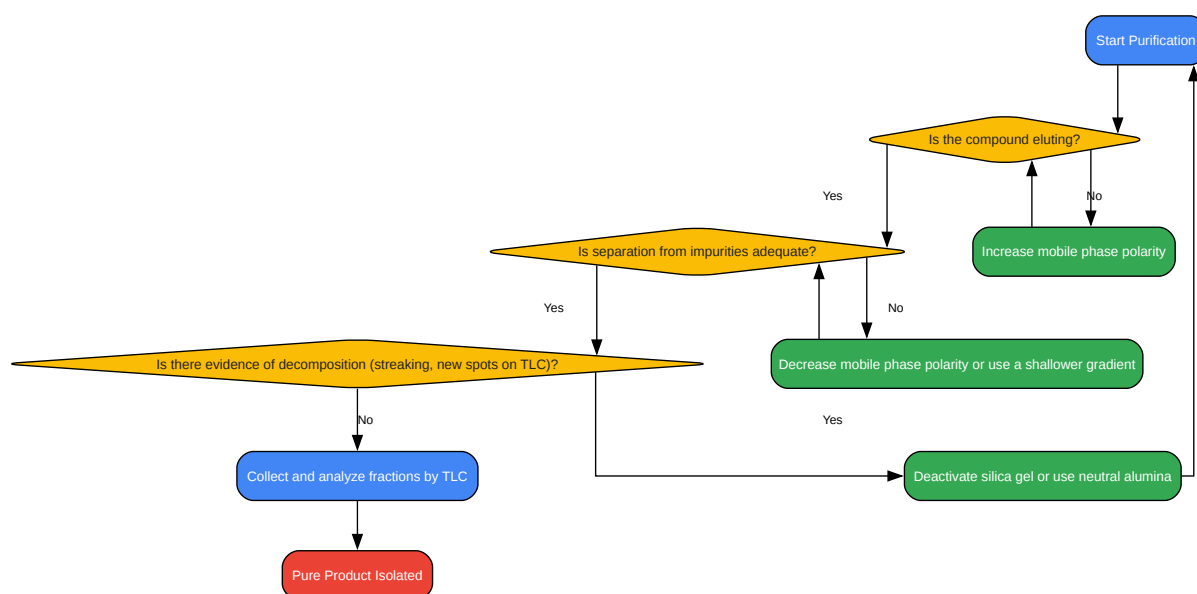 Start Purification
Is the compound eluting?
Yes
No
Is separation from impurities adequate?
Increase mobile phase polarity
Yes
No
Is there evidence of decomposition (streaking, new spots on TLC)?
Decrease mobile phase polarity or use a shallower gradient
No
Yes
Collect and analyze fractions by TLC
Deactivate silica gel or use neutral alumina
Pure Product Isolated